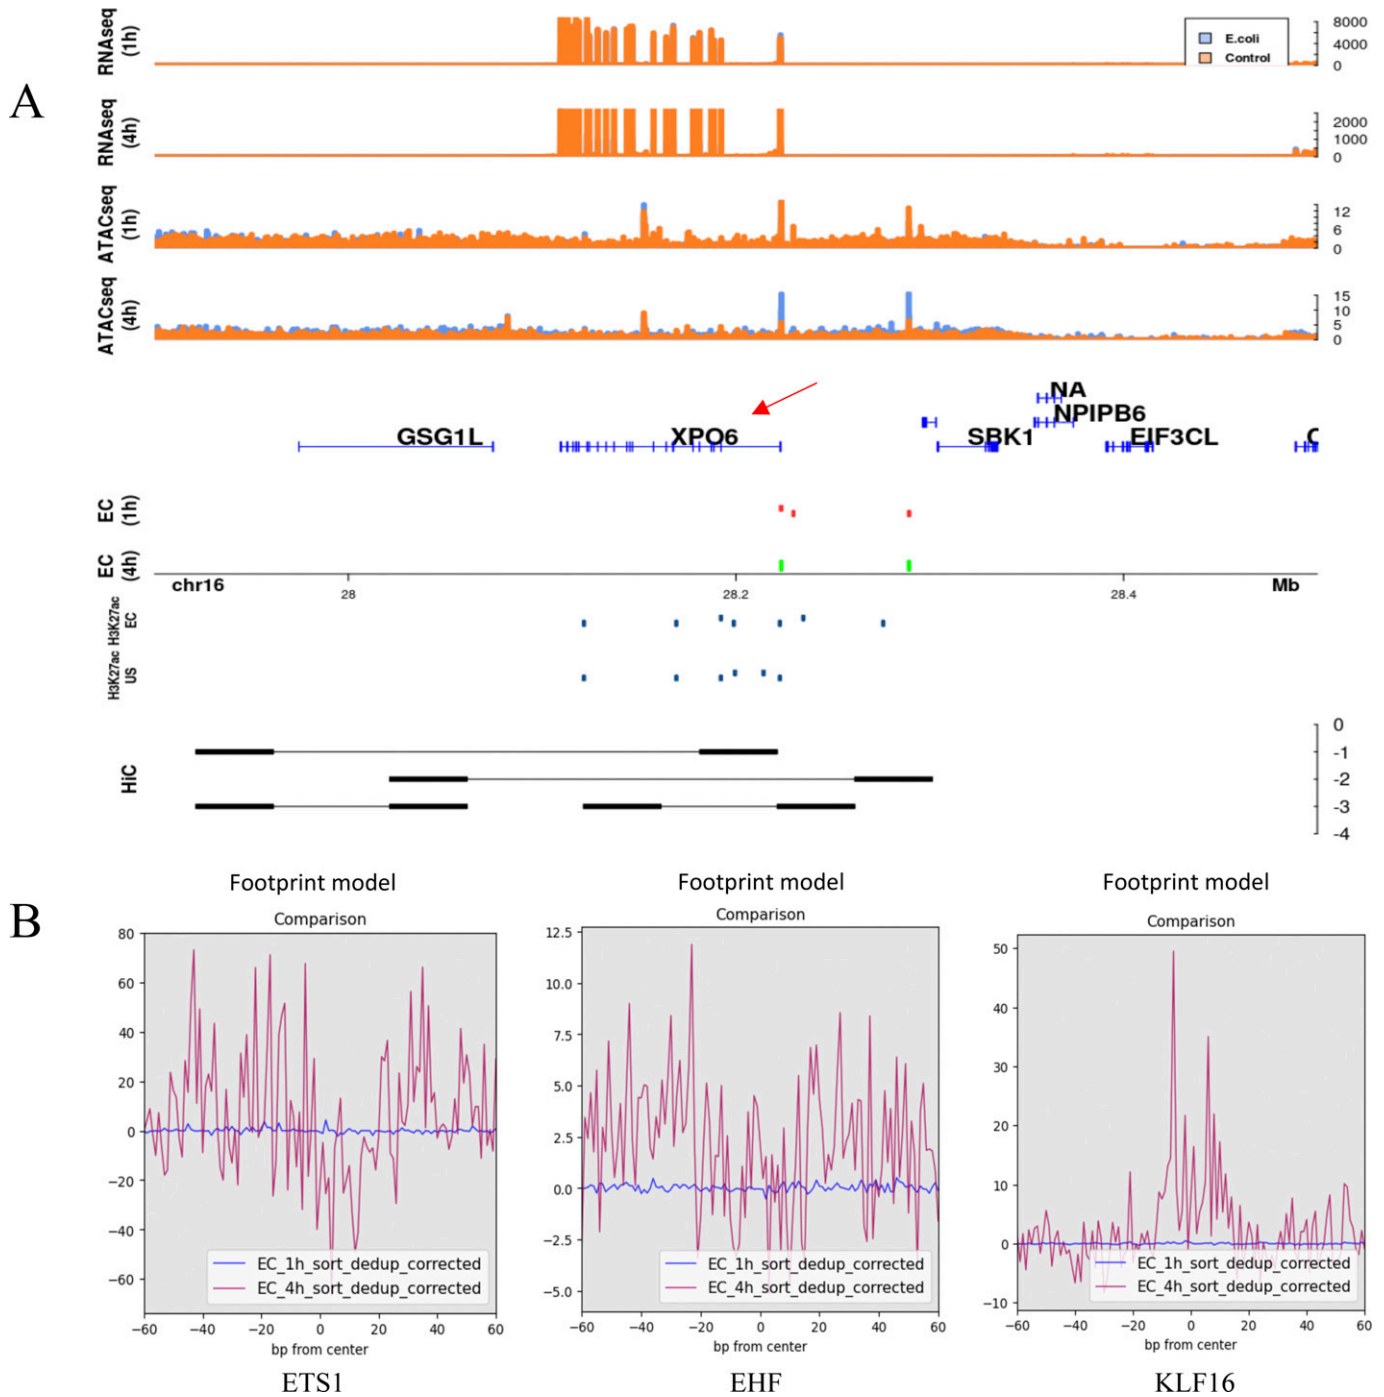 A
RNAseq
(1h)
8000
4000
0
E.coli
Control
RNAseq
(4h)
2000
1000
0
ATACseq
(1h)
12
6
0
ATACseq
(4h)
15
10
5
0
NA
NPIPB6
GSG1L
XPO6
SBK1
EIF3CL
EC
(1h)
EC
(4h)
chr16
28
28.2
28.4
Mb
H3K27ac
EC
H3K27ac
US
HiC
0
-1
-2
-3
-4
B
Footprint model
Comparison
80
60
40
20
0
−20
−40
−60
EC_1h_sort_dedup_corrected
EC_4h_sort_dedup_corrected
−60 −40 −20 0 20 40 60
bp from center
ETS1
Footprint model
Comparison
12.5
10.0
7.5
5.0
2.5
0.0
−2.5
−5.0
EC_1h_sort_dedup_corrected
EC_4h_sort_dedup_corrected
−60 −40 −20 0 20 40 60
bp from center
EHF
Footprint model
Comparison
50
40
30
20
10
0
−10
EC_1h_sort_dedup_corrected
EC_4h_sort_dedup_corrected
−60 −40 −20 0 20 40 60
bp from center
KLF16